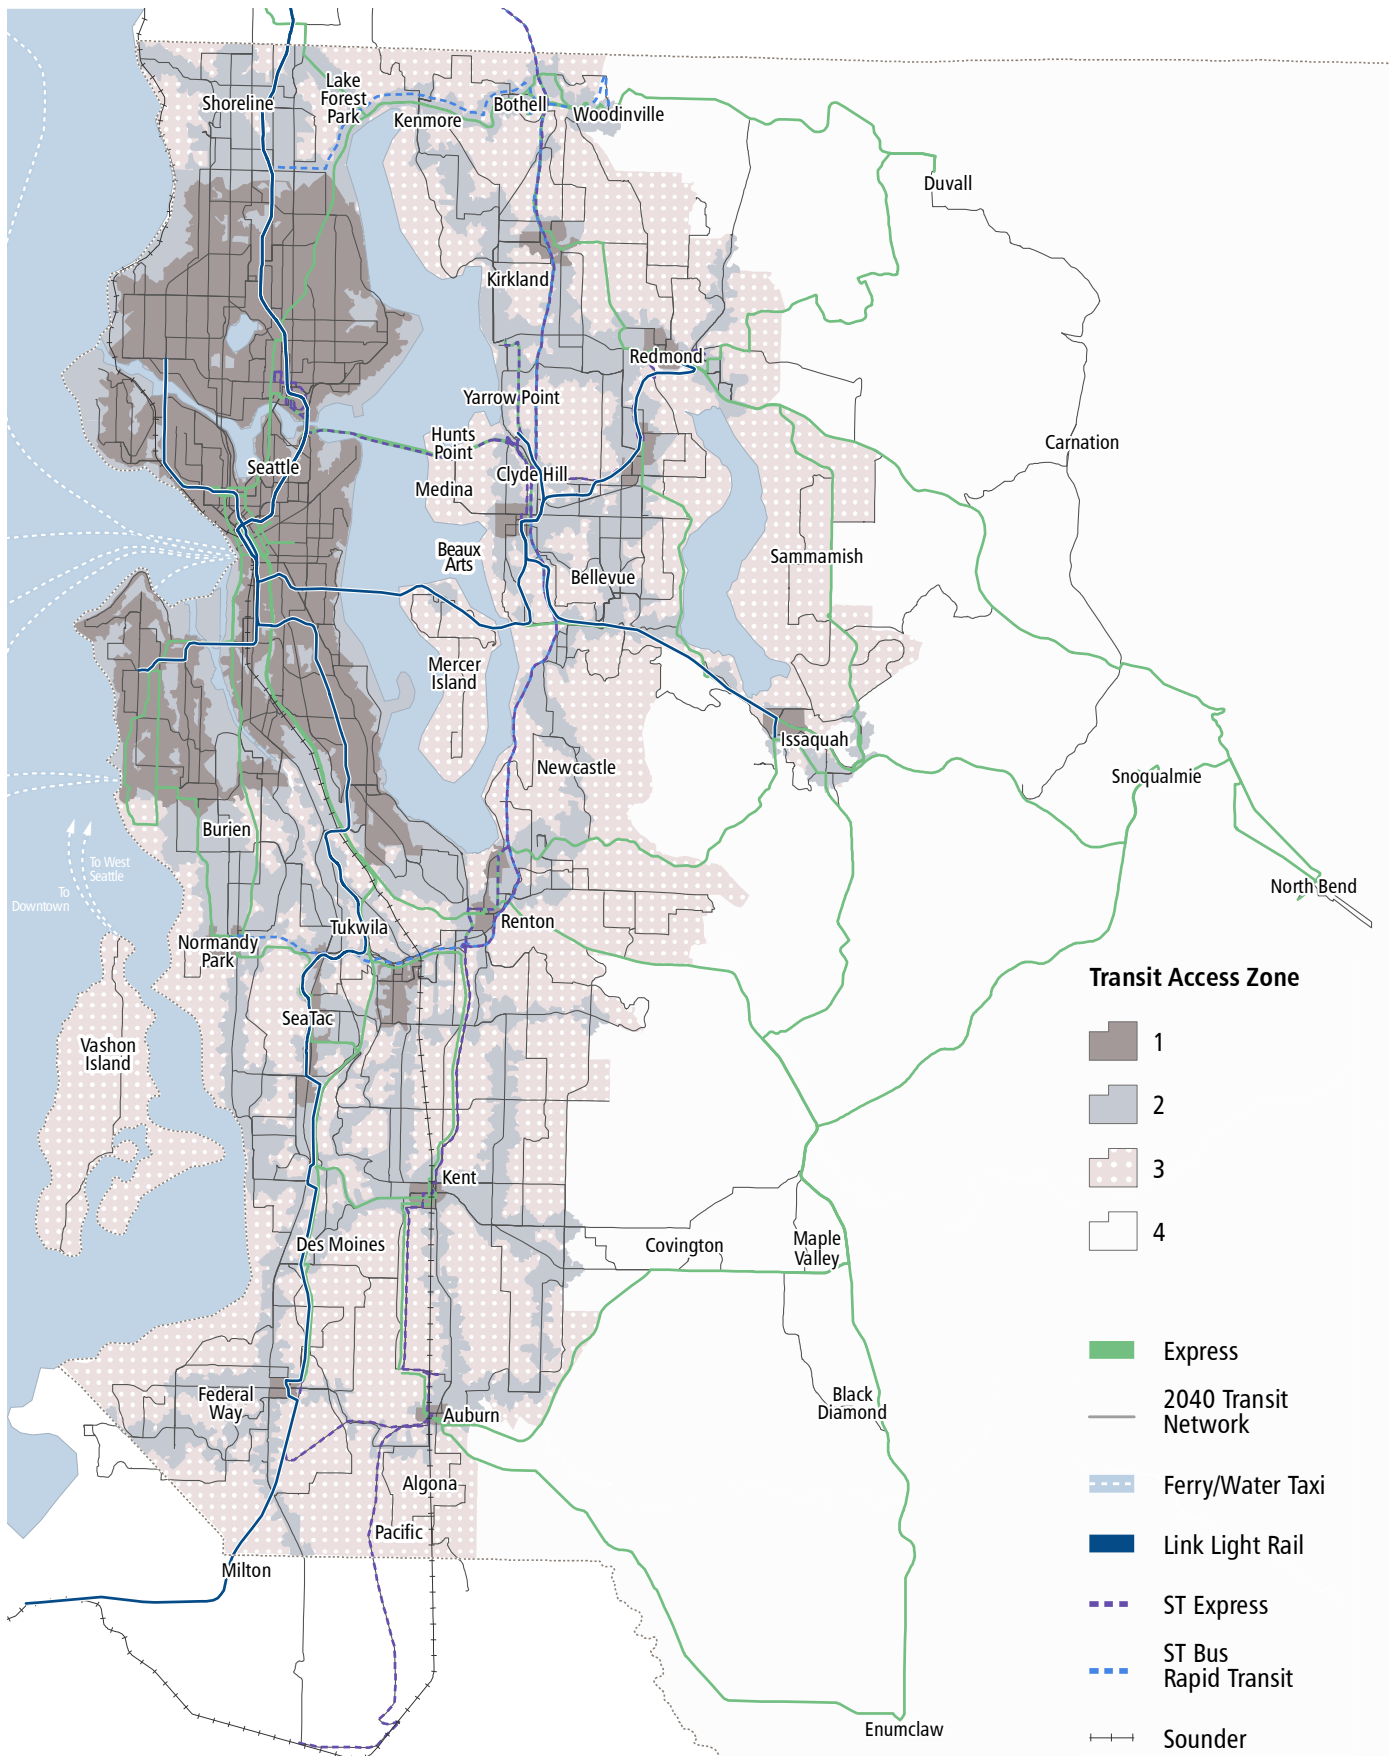 Lake
Forest
Park
Shoreline
Kenmore
Bothell
Woodinville
Duvall
Kirkland
Redmond
Yarrow Point
Hunts
Point
Carnation
Seattle
Clyde Hill
Medina
Beaux
Arts
Sammamish
Bellevue
Mercer
Island
Issaquah
Newcastle
Snoqualmie
Burien
To West
Seattle
To
Downtown
North Bend
Renton
Tukwila
Normandy
Park
SeaTac
Vashon
Island
Kent
Des Moines
Covington
Maple
Valley
Federal
Way
Auburn
Black
Diamond
Algona
Pacific
Milton
Enumclaw
Transit Access Zone
1
2
3
4
Express
2040 Transit
Network
Ferry/Water Taxi
Link Light Rail
ST Express
ST Bus
Rapid Transit
Sounder